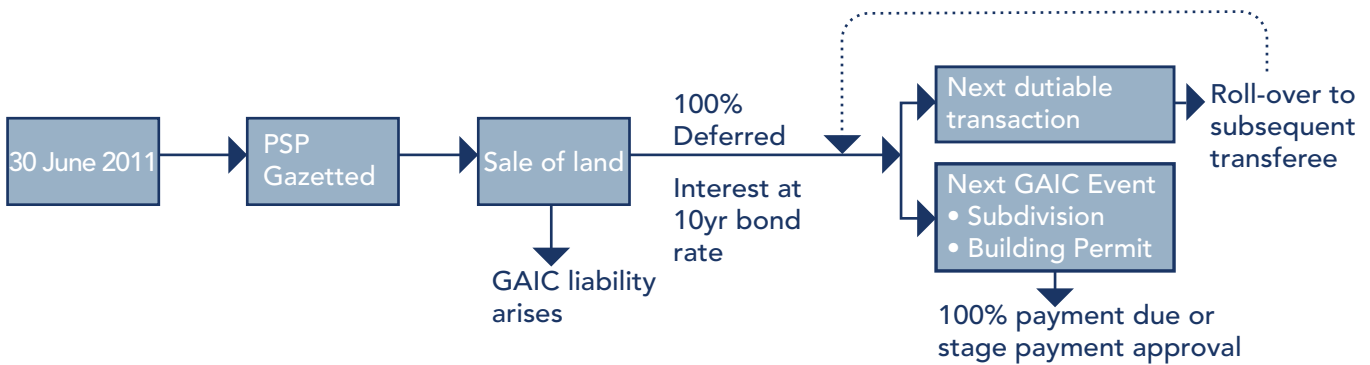 30 June 2011
PSP
Gazetted
Sale of land
GAIC liability
arises
100%
Deferred
Interest at
10yr bond
rate
Next dutiable
transaction
Roll-over to
subsequent
transferee
Next GAIC Event
• Subdivision
• Building Permit
100% payment due or
stage payment approval